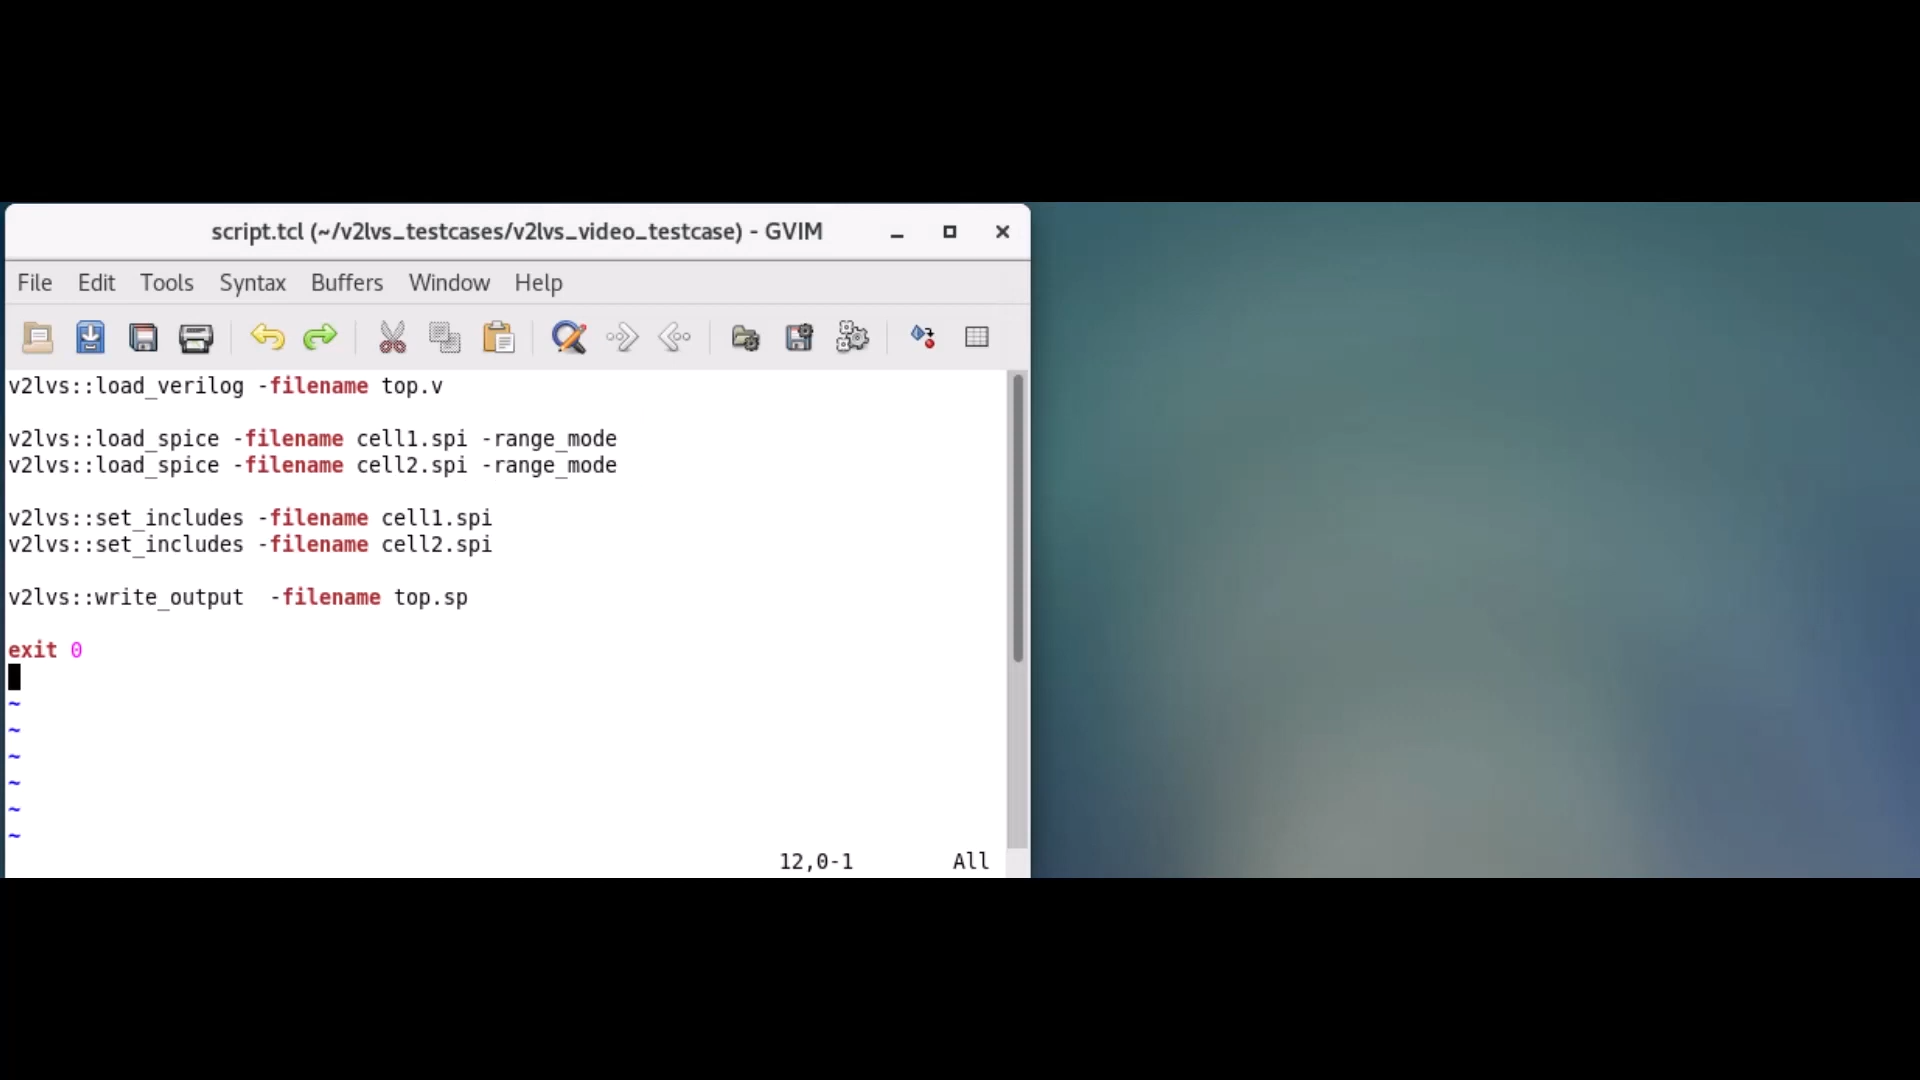 script.tcl (~/v2lvs_testcases/v2lvs_video_testcase) - GVIM
File Edit Tools Syntax Buffers Window Help
v2lvs::load_verilog -filename top.v
v2lvs::load_spice -filename cell1.spi -range_mode
v2lvs::load_spice -filename cell2.spi -range_mode
v2lvs::set_includes -filename cell1.spi
v2lvs::set_includes -filename cell2.spi
v2lvs::write_output  -filename top.sp
exit 0
~
~
~
~
~
~
12,0-1 All